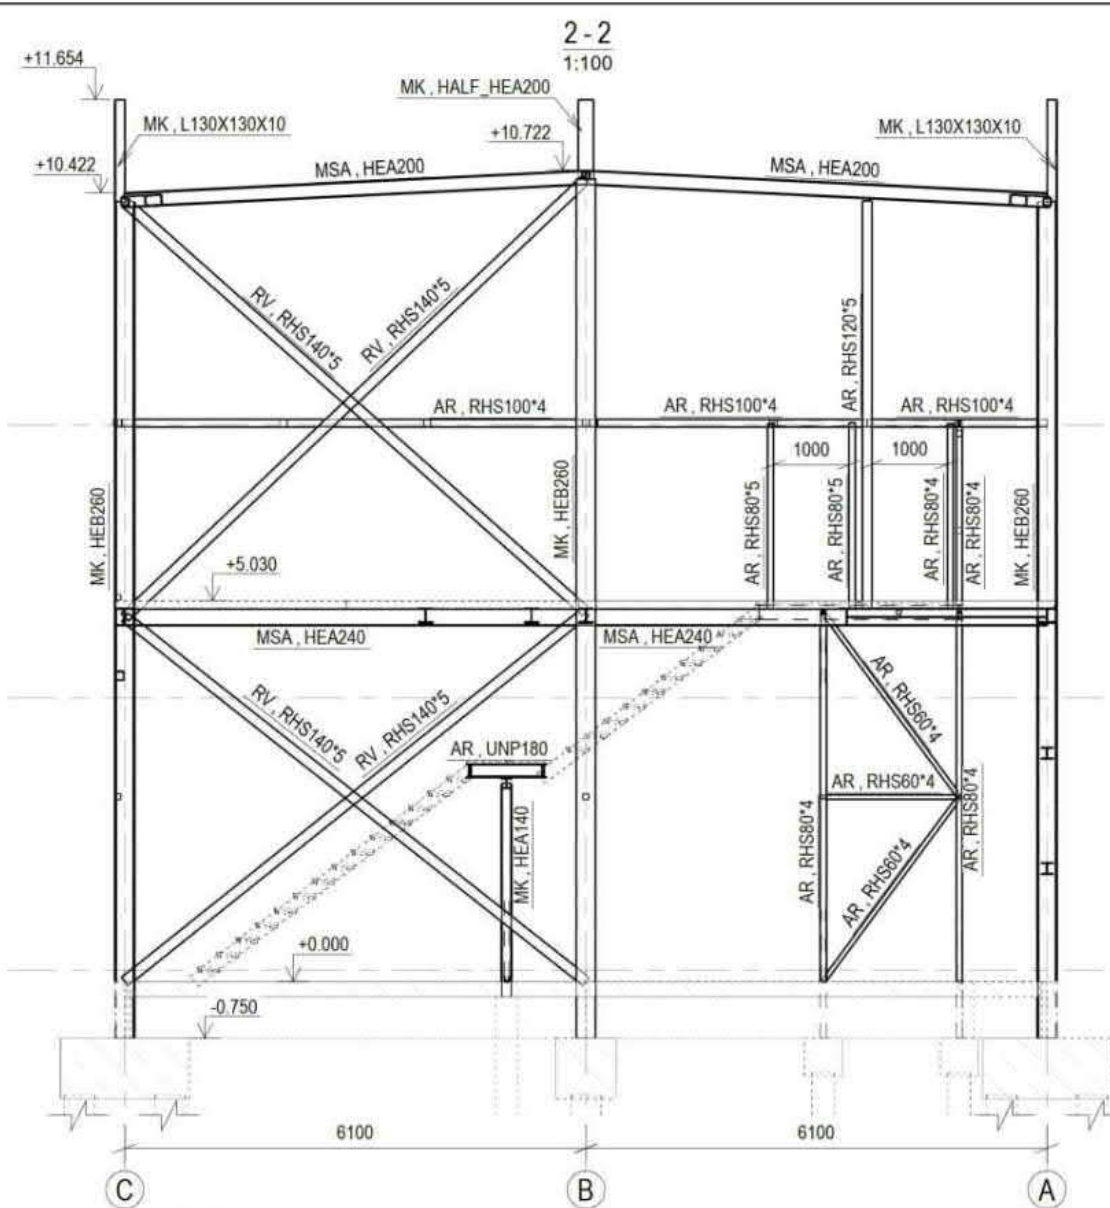 2 - 2
1:100
+11.654
MK , HALF_HEA200
MK , L130X130X10
+10.722
MK , L130X130X10
+10.422
MSA , HEA200
MSA , HEA200
RV , RHS140*5
RV , RHS140*5
AR , RHS120*5
AR , RHS100*4
AR , RHS100*4
AR , RHS100*4
1000
1000
MK , HEB260
MK , HEB260
AR , RHS80*5
AR , RHS80*5
AR , RHS80*4
AR , RHS80*4
MK , HEB260
+5.030
MSA , HEA240
MSA , HEA240
RV , RHS140*5
RV , RHS140*5
AR , RHS60*4
AR , UNP180
AR , RHS60*4
MK , HEA140
AR , RHS80*4
AR , RHS60*4
AR , RHS80*4
+0.000
-0.750
6100
6100
C
B
A